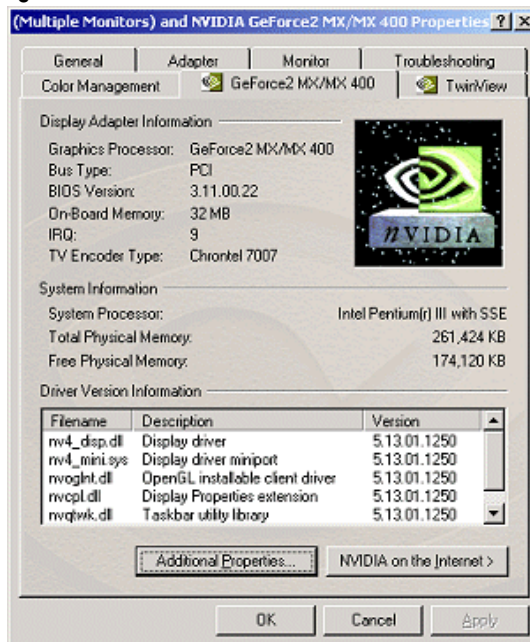 (Multiple Monitors) and NVIDIA GeForce2 MX/MX 400 Properties ? X
General Adapter Monitor Troubleshooting
Color Management GeForce2 MX/MX 400 TwinView
Display Adapter Information
Graphics Processor: GeForce2 MX/MX 400
Bus Type: PCI
BIOS Version: 3.11.00.22
On-Board Memory: 32 MB
IRQ: 9
TV Encoder Type: Chrontel 7007
nVIDIA
System Information
System Processor: Intel Pentium(r) III with SSE
Total Physical Memory: 261,424 KB
Free Physical Memory: 174,120 KB
Driver Version Information
Filename Description Version
nv4_disp.dll Display driver 5.13.01.1250
nv4_mini.sys Display driver miniport 5.13.01.1250
nvoglnt.dll OpenGL installable client driver 5.13.01.1250
nvcpl.dll Display Properties extension 5.13.01.1250
nvqtwk.dll Taskbar utility library 5.13.01.1250
Additional Properties... NVIDIA on the Internet >
OK Cancel Apply